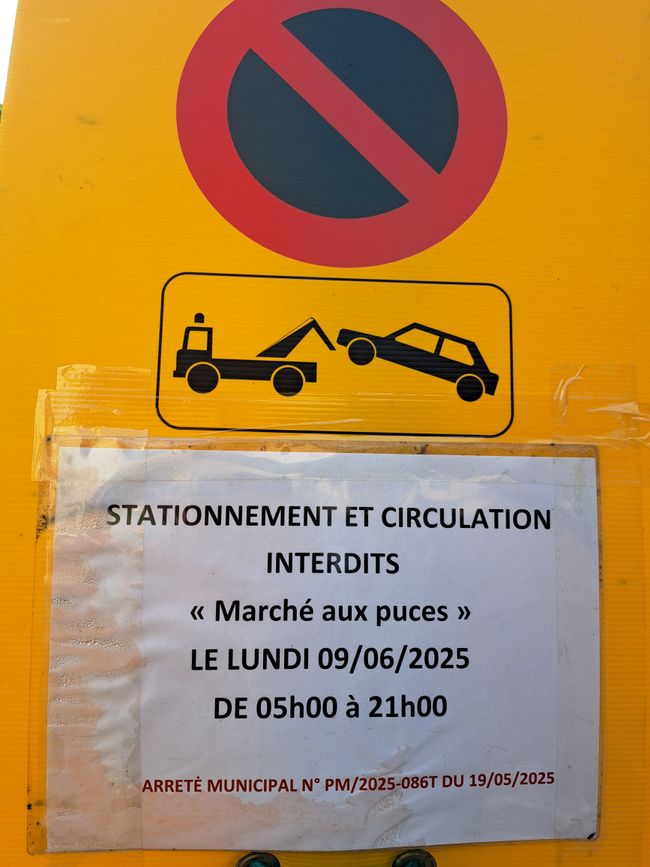 STATIONNEMENT ET CIRCULATION
INTERDITS
« Marché aux puces »
LE LUNDI 09/06/2025
DE 05h00 à 21h00
ARRETÉ MUNICIPAL N° PM/2025-086T DU 19/05/2025